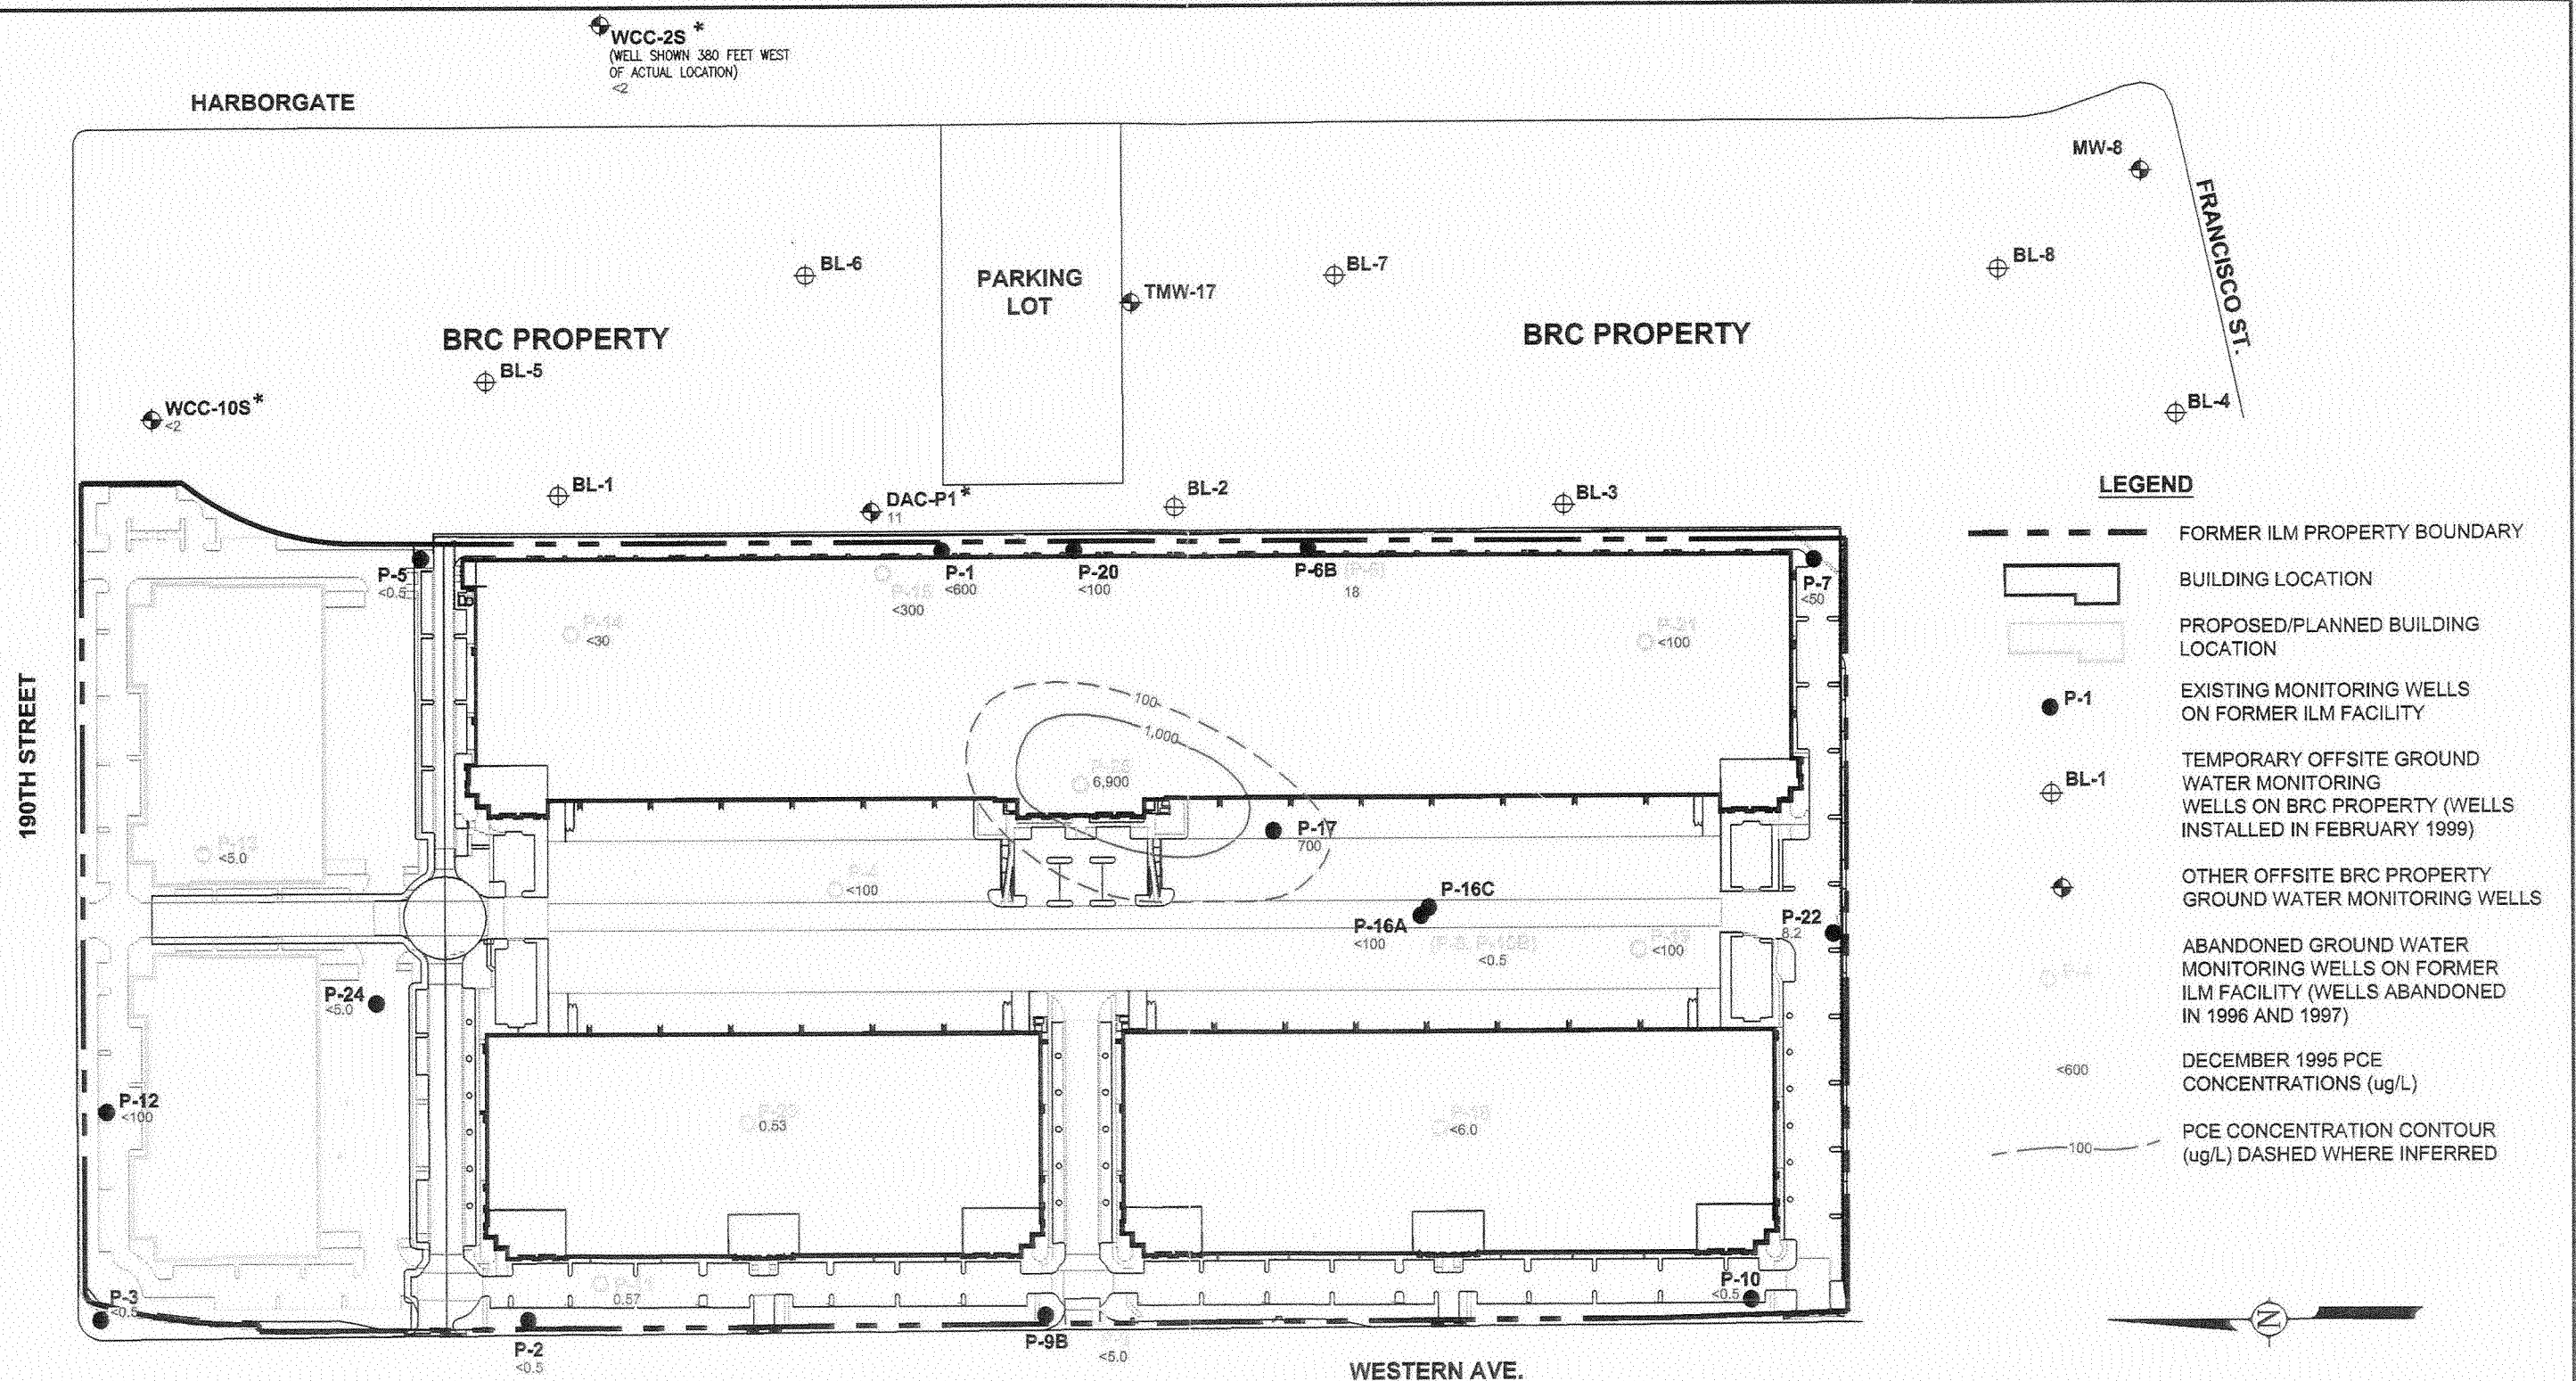 WCC-2S *
(WELL SHOWN 380 FEET WEST
OF ACTUAL LOCATION)
<2
HARBORGATE
MW-8
FRANCISCO ST.
BL-6
PARKING
LOT
TMW-17
BL-7
BL-8
BRC PROPERTY
BRC PROPERTY
BL-5
WCC-10S*
<2
BL-4
BL-1
DAC-P1*
11
BL-2
BL-3
P-5
<0.5
<300
P-1
<600
P-20
<100
P-6B
18
P-7
<50
P-14
<30
P-21
<100
190TH STREET
100
1,000
6,900
<5.0
P-17
700
<100
P-16C
P-16A
<100
<0.5
<100
P-22
8.2
P-24
<5.0
P-12
<100
0.53
<6.0
P-3
<0.5
0.57
P-2
<0.5
P-9B
<5.0
P-10
<0.5
WESTERN AVE.
LEGEND
FORMER ILM PROPERTY BOUNDARY
BUILDING LOCATION
PROPOSED/PLANNED BUILDING
LOCATION
P-1
EXISTING MONITORING WELLS
ON FORMER ILM FACILITY
BL-1
TEMPORARY OFFSITE GROUND
WATER MONITORING
WELLS ON BRC PROPERTY (WELLS
INSTALLED IN FEBRUARY 1999)
OTHER OFFSITE BRC PROPERTY
GROUND WATER MONITORING WELLS
ABANDONED GROUND WATER
MONITORING WELLS ON FORMER
ILM FACILITY (WELLS ABANDONED
IN 1996 AND 1997)
<600
DECEMBER 1995 PCE
CONCENTRATIONS (ug/L)
100
PCE CONCENTRATION CONTOUR
(ug/L) DASHED WHERE INFERRED
N